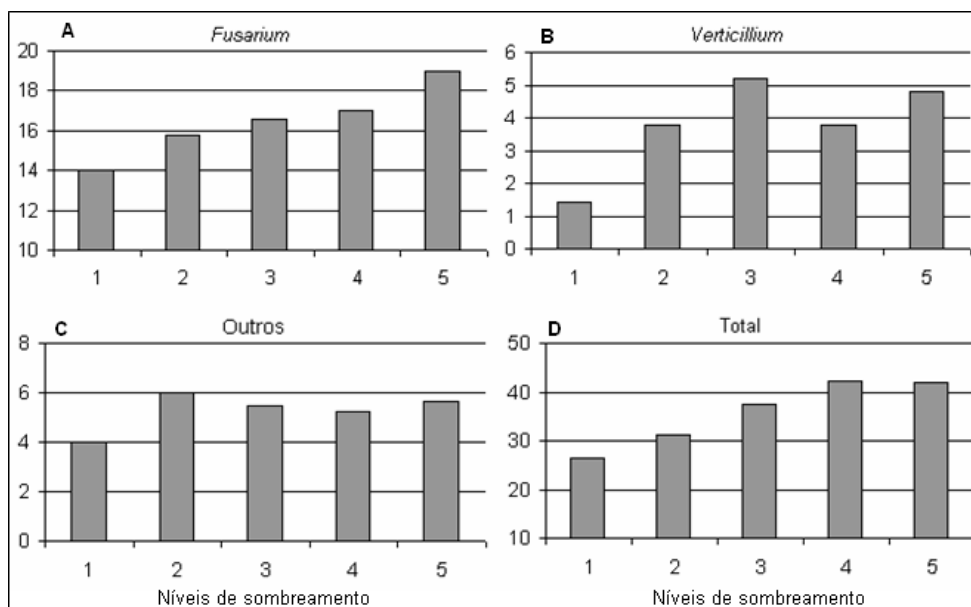 A Fusarium
20
18
16
14
12
10
1 2 3 4 5
B Verticillium
6
5
4
3
2
1
0
1 2 3 4 5
C Outros
8
6
4
2
0
1 2 3 4 5
Níveis de sombreamento
D Total
50
40
30
20
10
1 2 3 4 5
Níveis de sombreamento